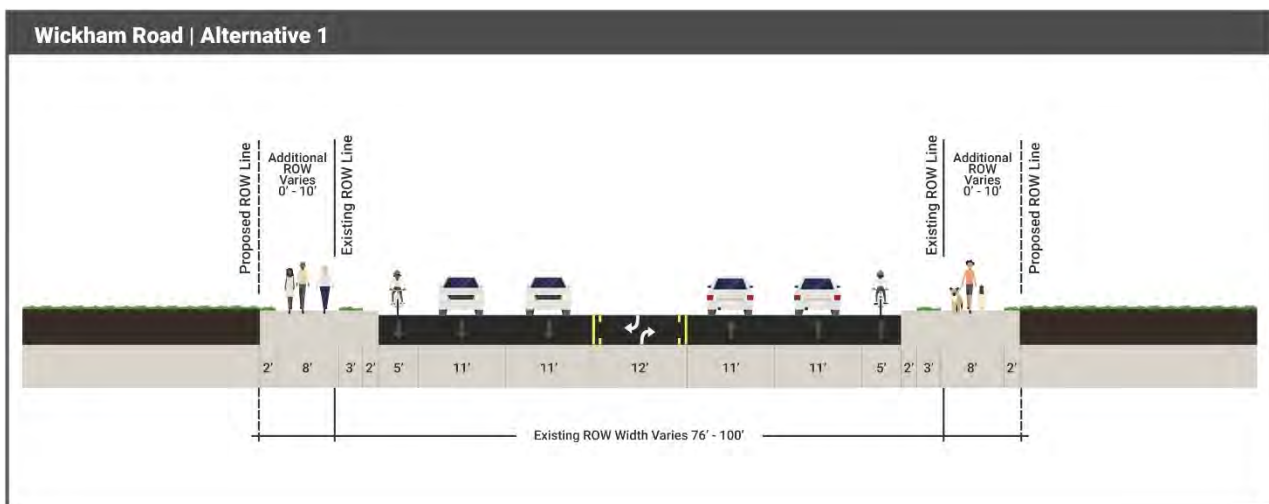 Wickham Road | Alternative 1
Proposed ROW Line
Additional
ROW
Varies
0' - 10'
Existing ROW Line
Existing ROW Line
Additional
ROW
Varies
0' - 10'
Proposed ROW Line
2' 8' 3' 2' 5' 11' 11' 12' 11' 11' 5' 2' 3' 8' 2'
Existing ROW Width Varies 76' - 100'